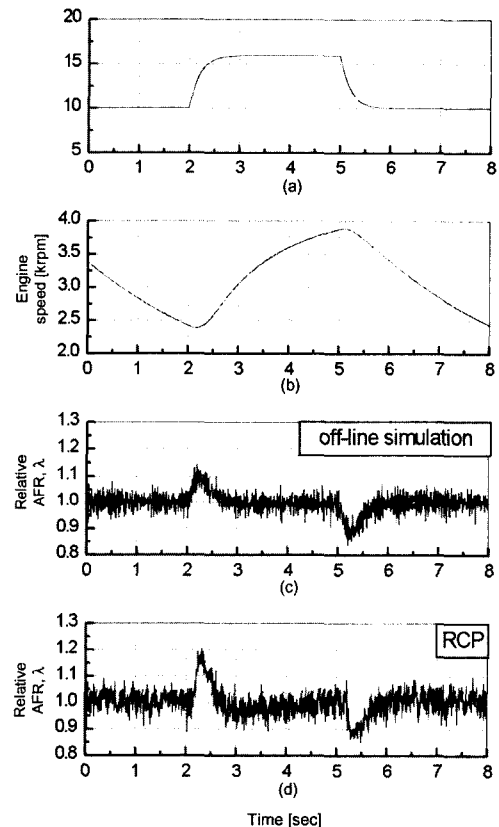 20
15
10
5
0 1 2 3 4 5 6 7 8
(a)
4.0
3.5
3.0
2.5
2.0
Engine
speed [krpm]
0 1 2 3 4 5 6 7 8
(b)
1.3
1.2
1.1
1.0
0.9
0.8
Relative
AFR, λ
off-line simulation
0 1 2 3 4 5 6 7 8
(c)
1.3
1.2
1.1
1.0
0.9
0.8
Relative
AFR, λ
RCP
0 1 2 3 4 5 6 7 8
(d)
Time [sec]